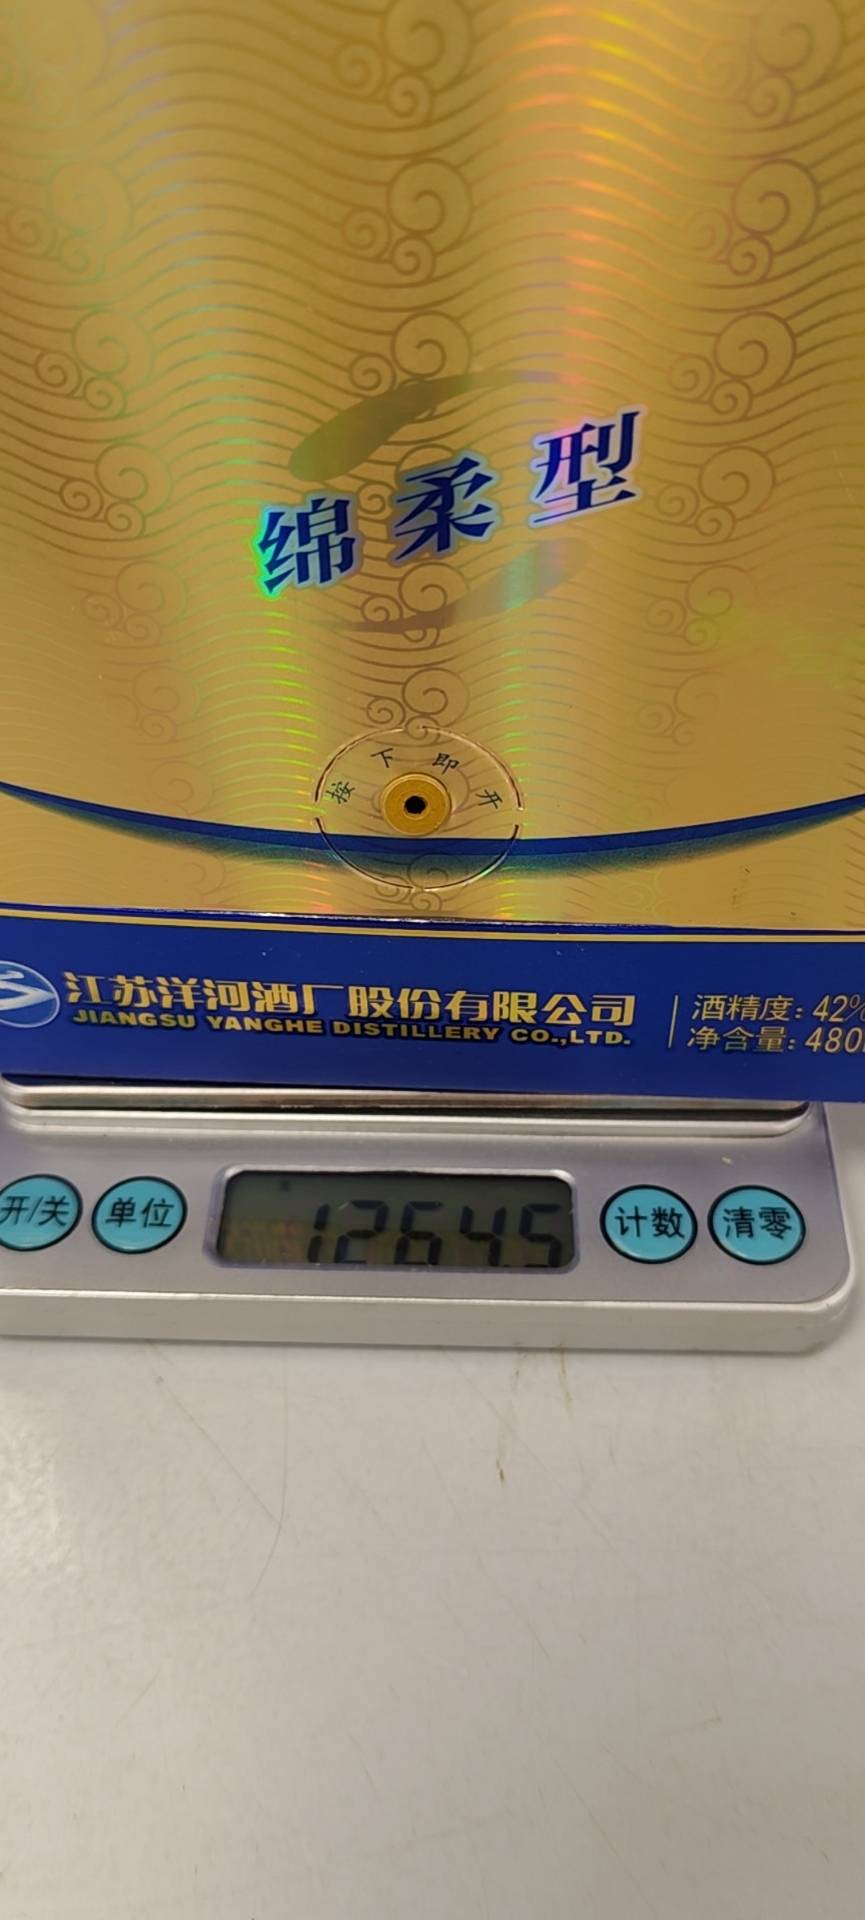 绵柔型
按下即开
江苏洋河酒厂股份有限公司
JIANGSU YANGHE DISTILLERY CO.,LTD.
酒精度:42%
净含量:480
开/关
单位
12645
计数
清零